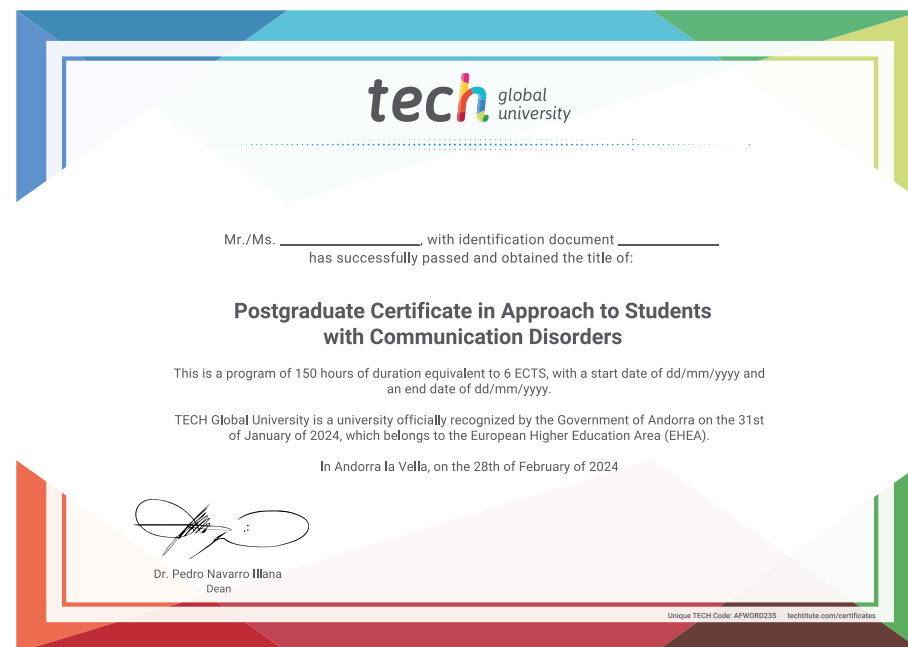 tech global
university
Mr./Ms. ____________________, with identification document ______________
has successfully passed and obtained the title of:
Postgraduate Certificate in Approach to Students
with Communication Disorders
This is a program of 150 hours of duration equivalent to 6 ECTS, with a start date of dd/mm/yyyy and
an end date of dd/mm/yyyy.
TECH Global University is a university officially recognized by the Government of Andorra on the 31st
of January of 2024, which belongs to the European Higher Education Area (EHEA).
In Andorra la Vella, on the 28th of February of 2024
Dr. Pedro Navarro Illana
Dean
Unique TECH Code: AFWORD23S techtitute.com/certificates